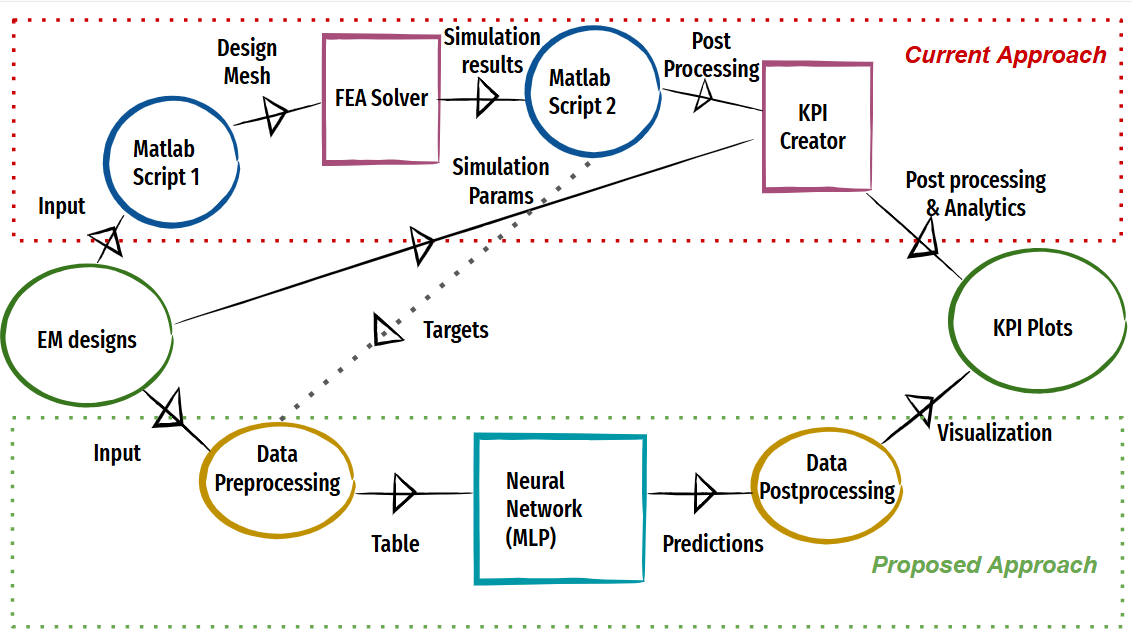 Current Approach
Design
Mesh
FEA Solver
Simulation
results
Matlab
Script 2
Post
Processing
KPI
Creator
Matlab
Script 1
Input
Simulation
Params
Post processing
& Analytics
EM designs
Targets
KPI Plots
Input
Data
Preprocessing
Table
Neural
Network
(MLP)
Predictions
Data
Postprocessing
Visualization
Proposed Approach